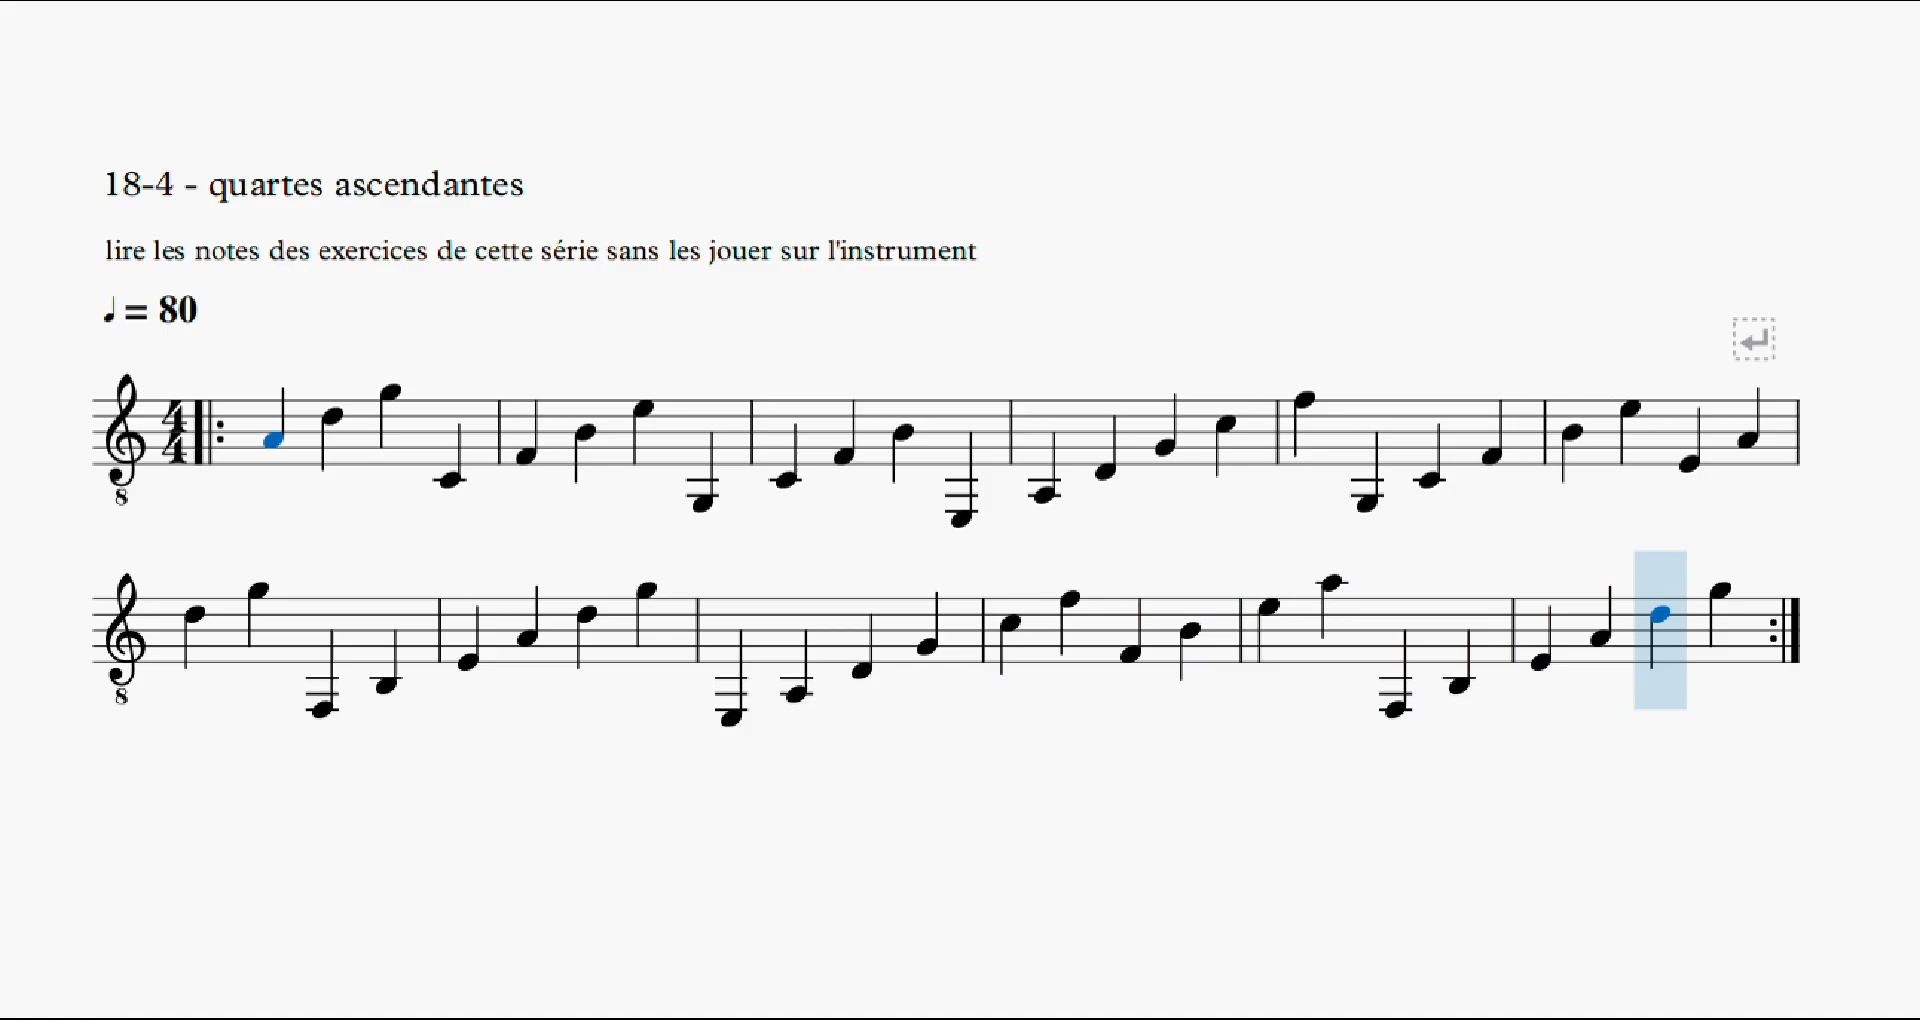 18-4 - quartes ascendantes
lire les notes des exercices de cette série sans les jouer sur l'instrument
♩ = 80
4
4
8
8